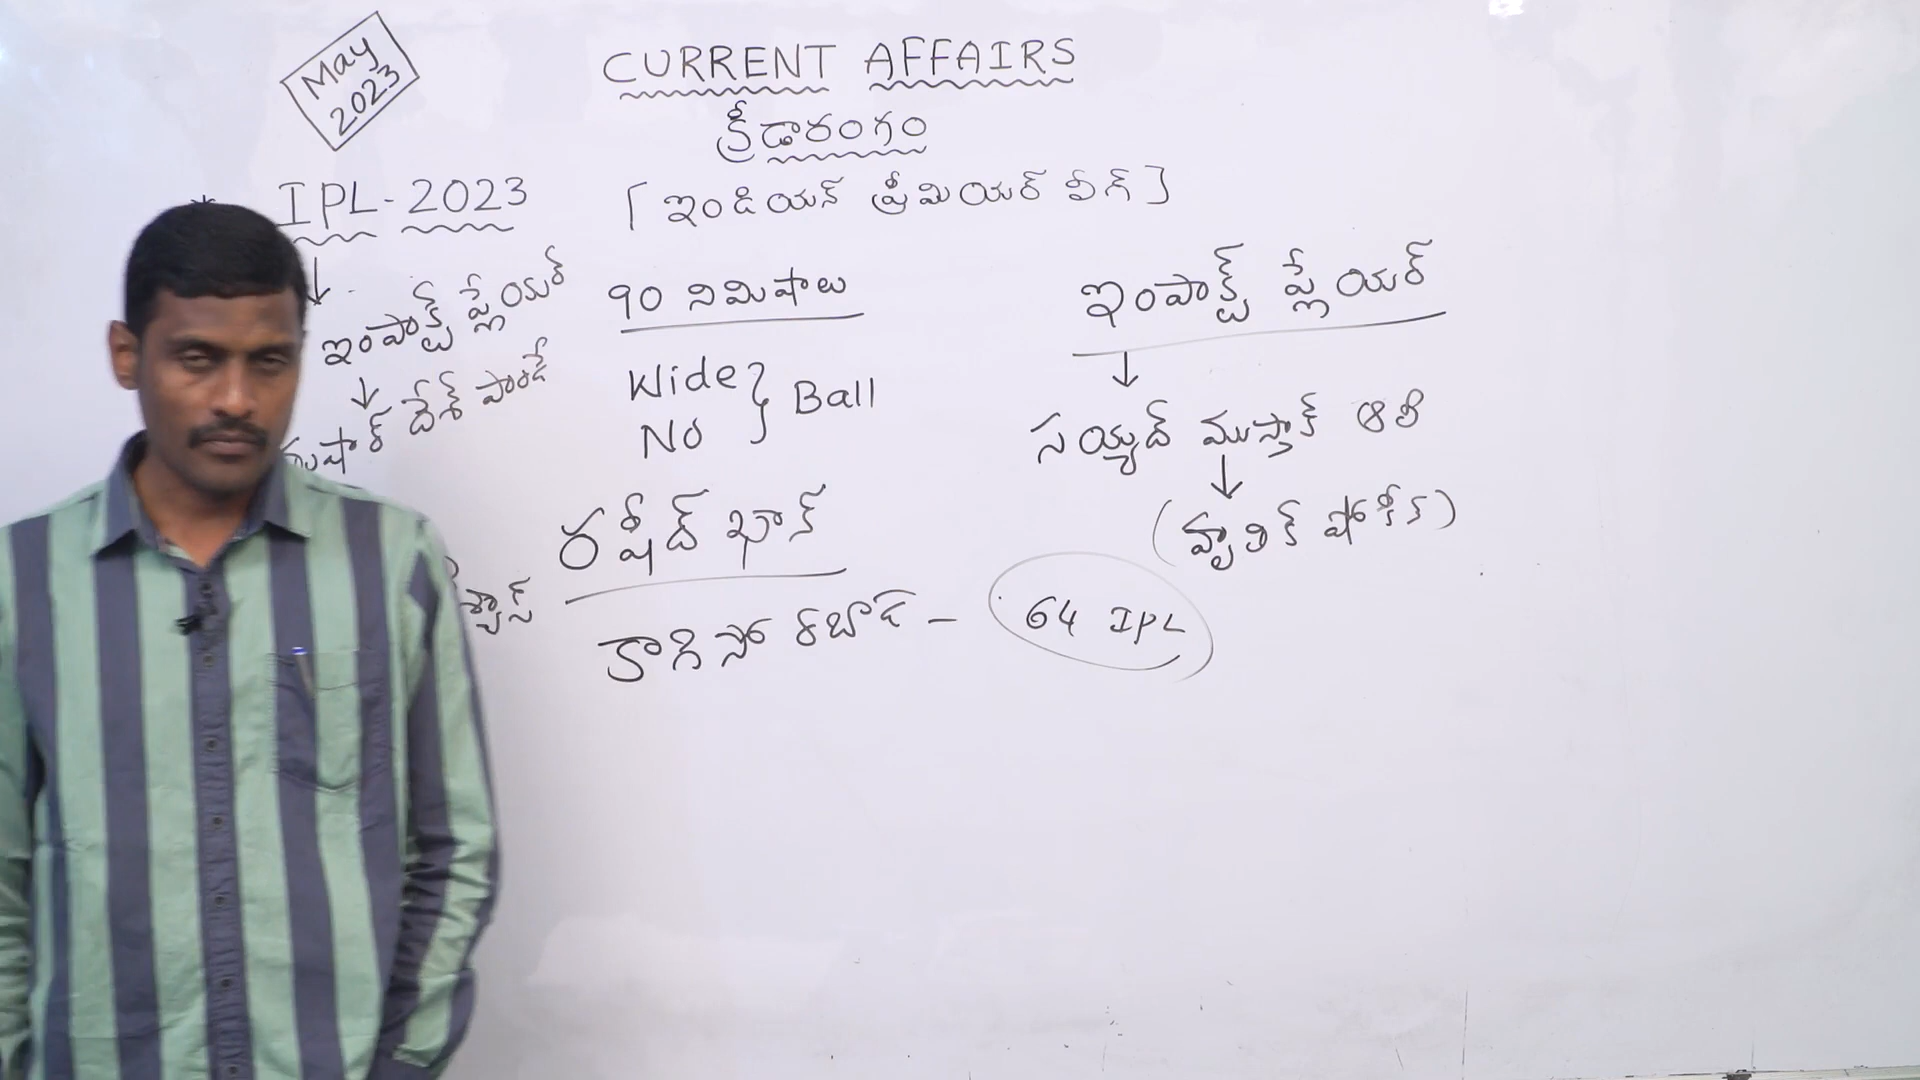 May
2023
CURRENT AFFAIRS
క్రీడారంగం
IPL-2023 [ఇండియన్ ప్రీమియర్ లీగ్]
ఇంపాక్ట్ ప్లేయర్
దేశ్ పాండే
90 నిమిషాలు
Wide
No } Ball
రషీద్ ఖాన్
కాగిసో రబాడ - 64 IPL
ఇంపాక్ట్ ప్లేయర్
సయ్యద్ ముస్తాక్ ఆలీ
(హృతిక్ షోకీన్)